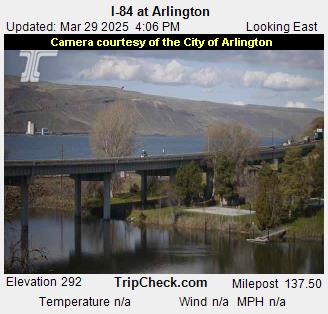 I-84 at Arlington
Updated: Mar 29 2025 4:06 PM Looking East
Camera courtesy of the City of Arlington
Elevation 292 TripCheck.com Milepost 137.50
Temperature n/a Wind n/a MPH n/a